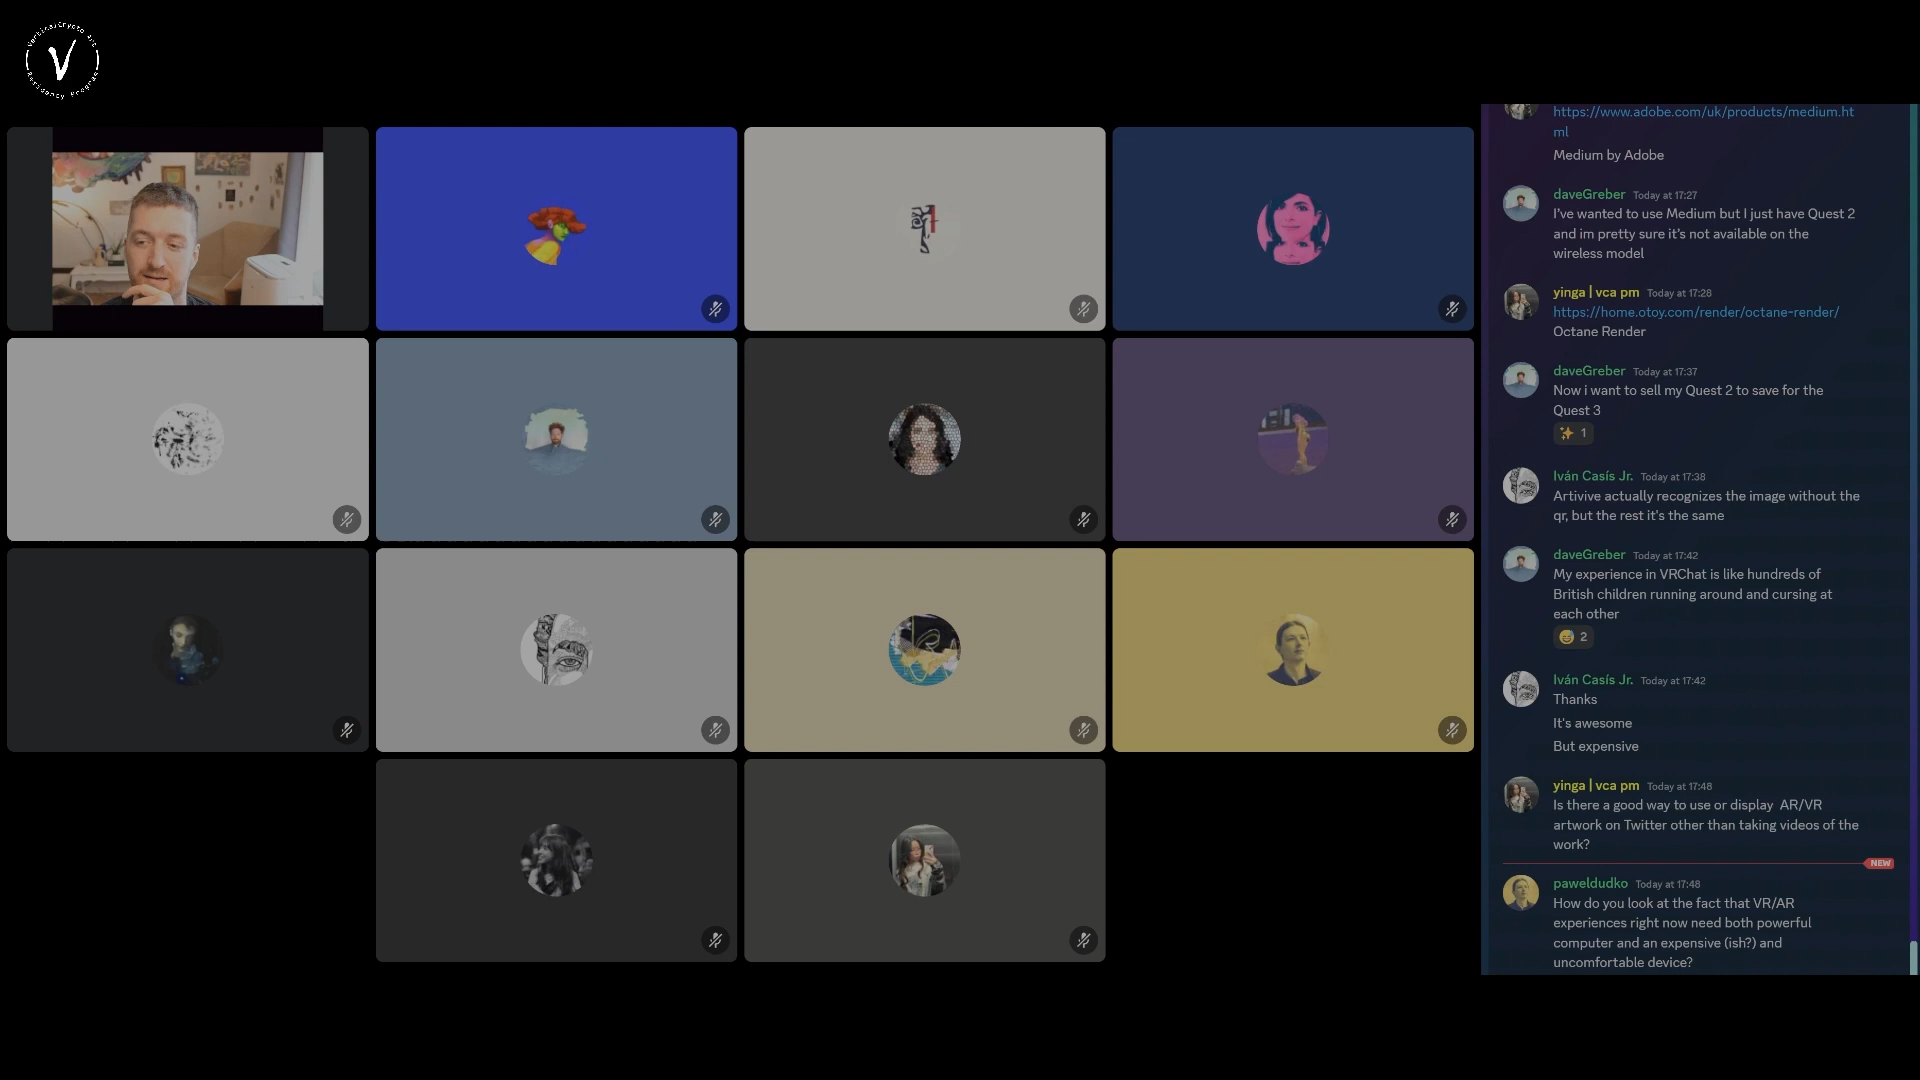 VerticalCrypto Art
V
Residency Program
https://www.adobe.com/uk/products/medium.ht
ml
Medium by Adobe
daveGreber Today at 17:27
I've wanted to use Medium but I just have Quest 2
and im pretty sure it's not available on the
wireless model
yinga | vca pm Today at 17:28
https://home.otoy.com/render/octane-render/
Octane Render
daveGreber Today at 17:37
Now i want to sell my Quest 2 to save for the
Quest 3
1
Iván Casís Jr. Today at 17:38
Artivive actually recognizes the image without the
qr, but the rest it's the same
daveGreber Today at 17:42
My experience in VRChat is like hundreds of
British children running around and cursing at
each other
2
Iván Casís Jr. Today at 17:42
Thanks
It's awesome
But expensive
yinga | vca pm Today at 17:48
Is there a good way to use or display AR/VR
artwork on Twitter other than taking videos of the
work?
NEW
paweldudko Today at 17:48
How do you look at the fact that VR/AR
experiences right now need both powerful
computer and an expensive (ish?) and
uncomfortable device?